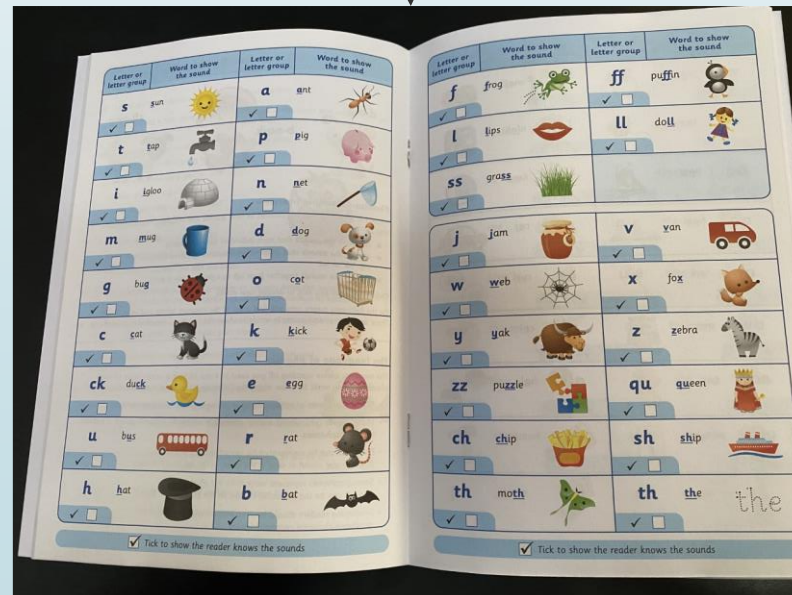 Letter or letter group
Word to show the sound
Letter or letter group
Word to show the sound
s sun a ant
t tap p pig
i igloo n net
m mug d dog
g bug o cot
c cat k kick
ck duck e egg
u bus r rat
h hat b bat
Tick to show the reader knows the sounds
Letter or letter group
Word to show the sound
Letter or letter group
Word to show the sound
f frog ff puffin
l lips ll doll
ss grass
j jam v van
w web x fox
y yak z zebra
zz puzzle qu queen
ch chip sh ship
th moth th the the
Tick to show the reader knows the sounds